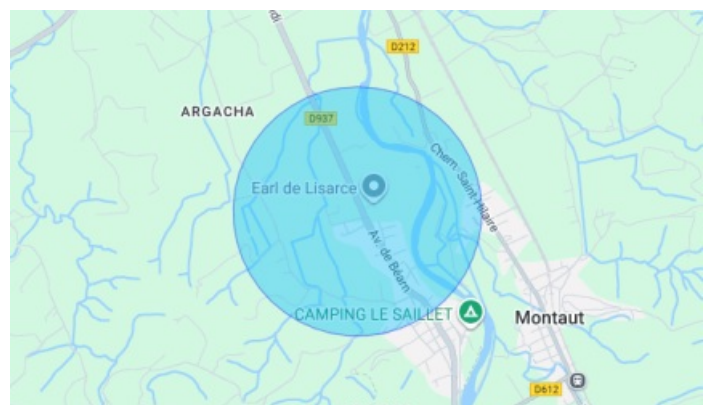 D212
ARGACHA
D937
Chem. Saint-Hilaire
Earl de Lisarce
Av. de Béarn
CAMPING LE SAILLET
Montaut
D612